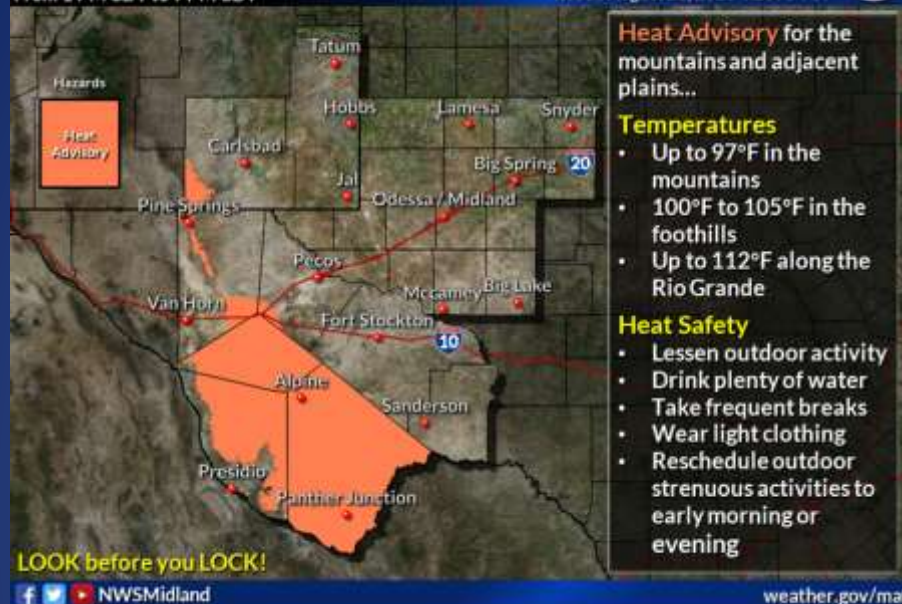 Hazards
Heat
Advisory
Tatum
Hobbs
Lamesa
Snyder
Carlsbad
Big Spring
20
Jal
Odessa / Midland
Pine Springs
Pecos
Mccamey
Big Lake
Van Horn
Fort Stockton
10
Alpine
Sanderson
Presidio
Panther Junction
LOOK before you LOCK!
Heat Advisory for the
mountains and adjacent
plains...
Temperatures
• Up to 97°F in the
mountains
• 100°F to 105°F in the
foothills
• Up to 112°F along the
Rio Grande
Heat Safety
• Lessen outdoor activity
• Drink plenty of water
• Take frequent breaks
• Wear light clothing
• Reschedule outdoor
strenuous activities to
early morning or
evening
NWSMidland
weather.gov/ma